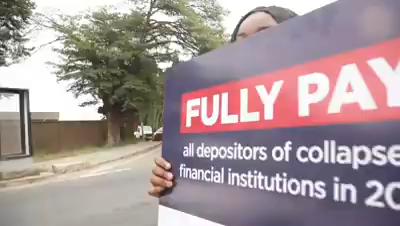 FULLY PAY
all depositors of collapse
financial institutions in 20